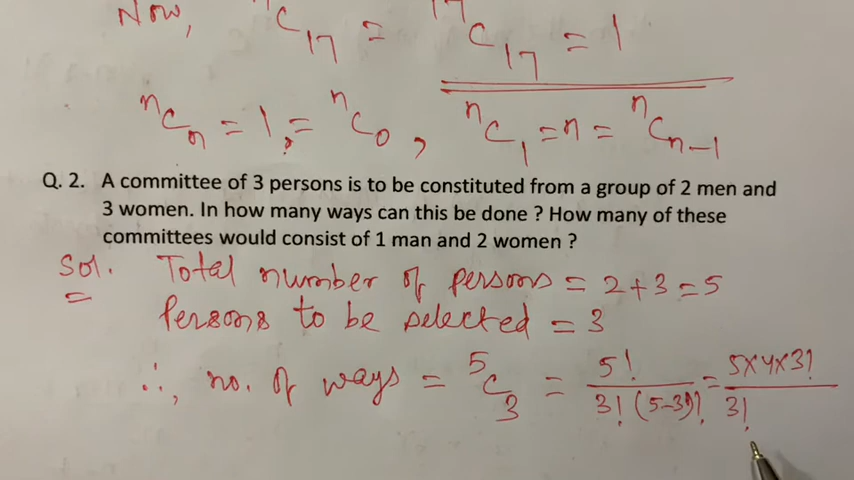 Now, ⁿC₁₇ = ¹⁷C₁₇ = 1
ⁿCₙ = 1, = ⁿC₀, ⁿC₁ = n = ⁿCₙ₋₁
Q. 2. A committee of 3 persons is to be constituted from a group of 2 men and
3 women. In how many ways can this be done ? How many of these
committees would consist of 1 man and 2 women ?
Sol. Total number of persons = 2+3 = 5
Persons to be selected = 3
∴, no. of ways = ⁵C₃ = 5! / 3! (5-3)! = 5×4×3! / 3!